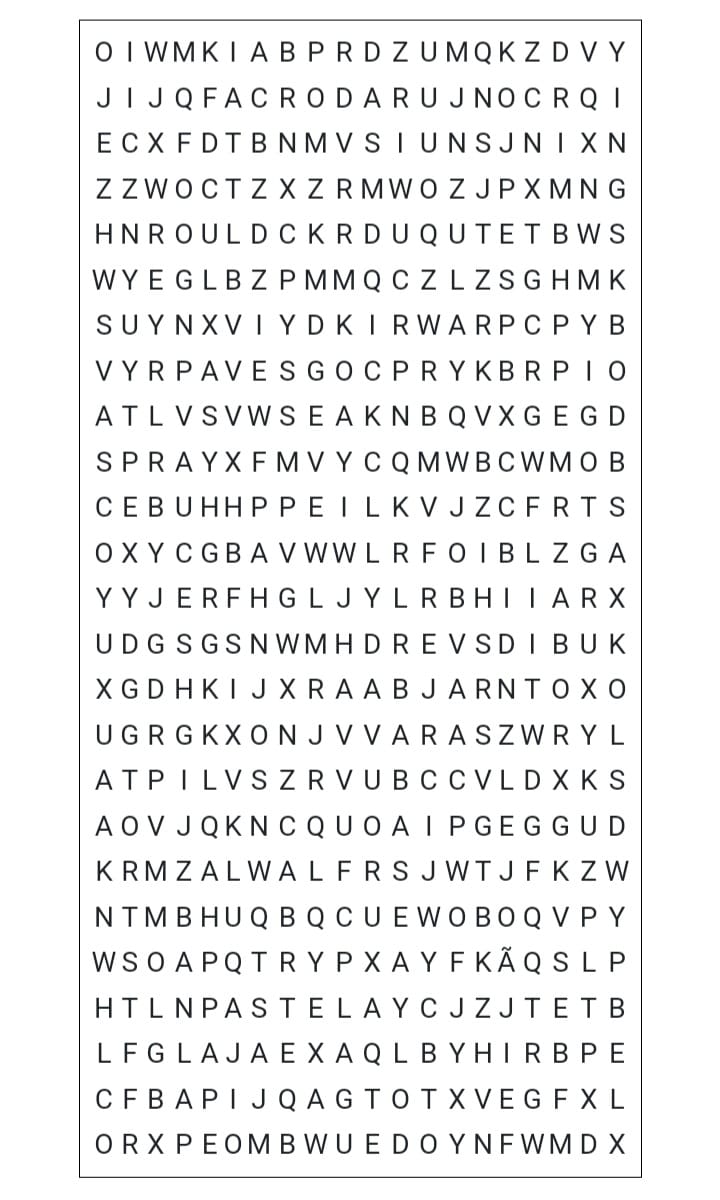 O I W M K I A B P R D Z U M Q K Z D V Y
J I J Q F A C R O D A R U J N O C R Q I
E C X F D T B N M V S I U N S J N I X N
Z Z W O C T Z X Z R M W O Z J P X M N G
H N R O U L D C K R D U Q U T E T B W S
W Y E G L B Z P M M Q C Z L Z S G H M K
S U Y N X V I Y D K I R W A R P C P Y B
V Y R P A V E S G O C P R Y K B R P I O
A T L V S V W S E A K N B Q V X G E G D
S P R A Y X F M V Y C Q M W B C W M O B
C E B U H H P P E I L K V J Z C F R T S
O X Y C G B A V W W L R F O I B L Z G A
Y Y J E R F H G L J Y L R B H I I A R X
U D G S G S N W M H D R E V S D I B U K
X G D H K I J X R A A B J A R N T O X O
U G R G K X O N J V V A R A S Z W R Y L
A T P I L V S Z R V U B C C V L D X K S
A O V J Q K N C Q U O A I P G E G G U D
K R M Z A L W A L F R S J W T J F K Z W
N T M B H U Q B Q C U E W O B O Q V P Y
W S O A P Q T R Y P X A Y F K Ã Q S L P
H T L N P A S T E L A Y C J Z J T E T B
L F G L A J A E X A Q L B Y H I R B P E
C F B A P I J Q A G T O T X V E G F X L
O R X P E O M B W U E D O Y N F W M D X